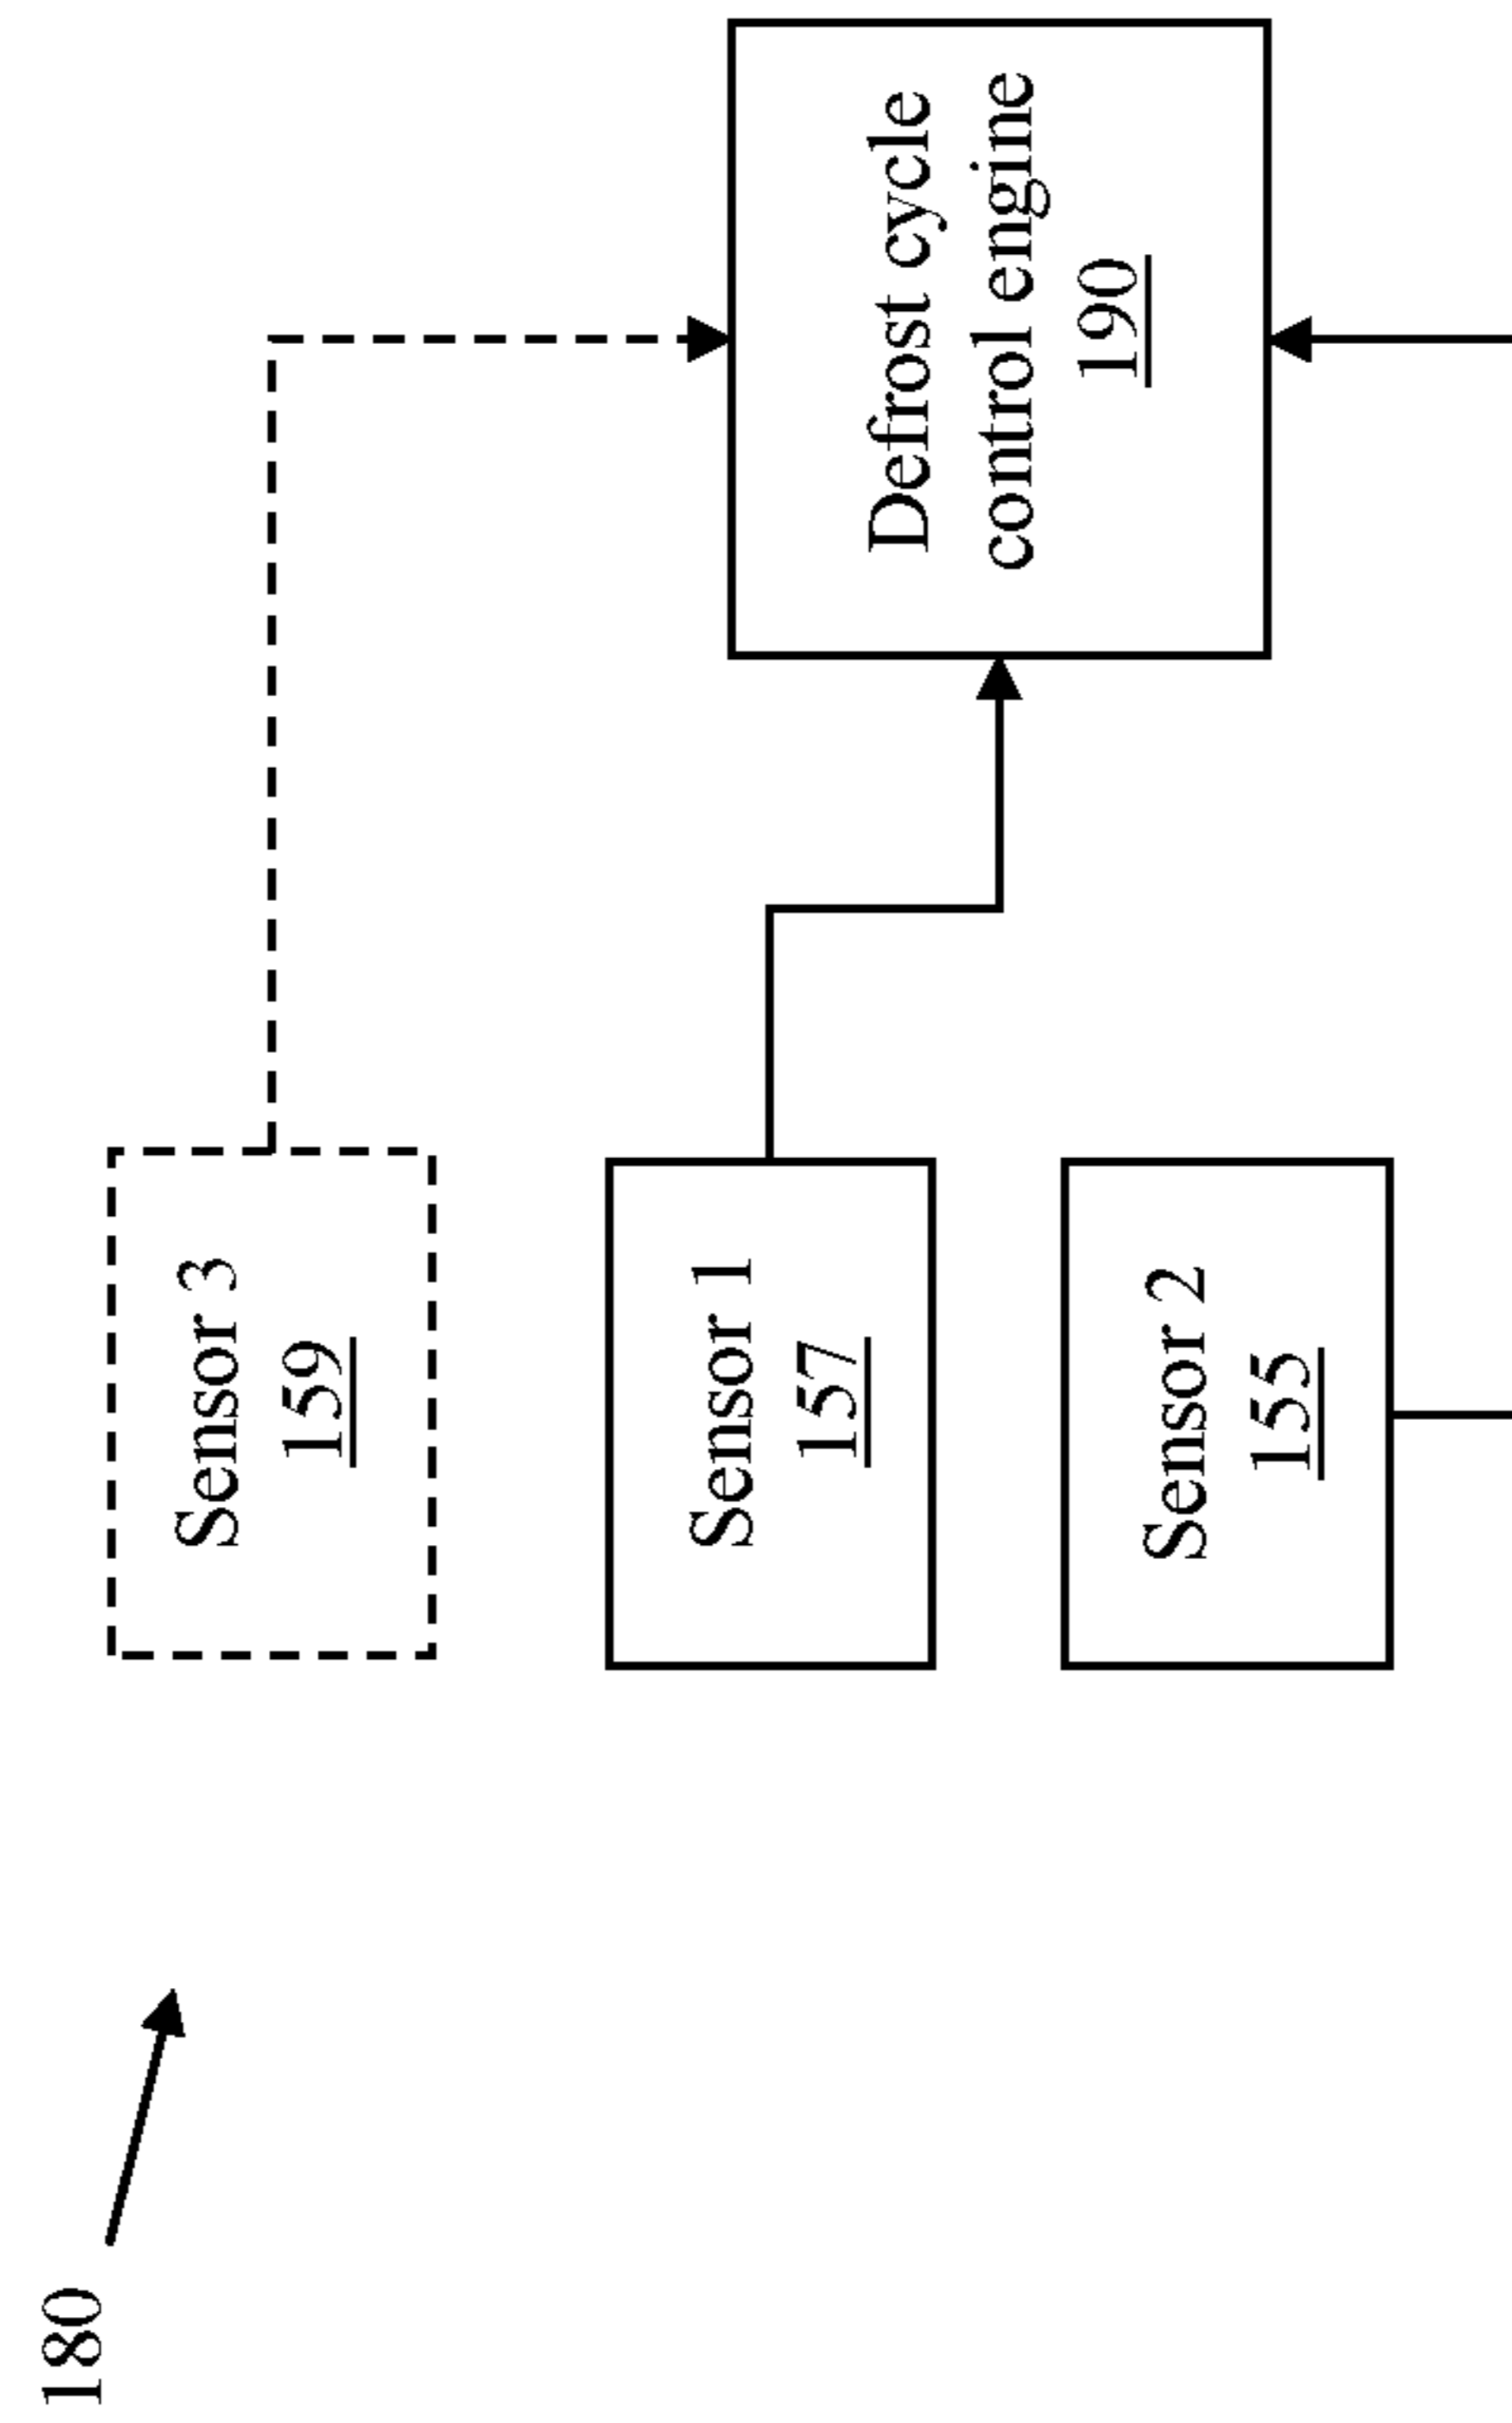 180
Sensor 3
159
Sensor 1
157
Sensor 2
155
Defrost cycle
control engine
190